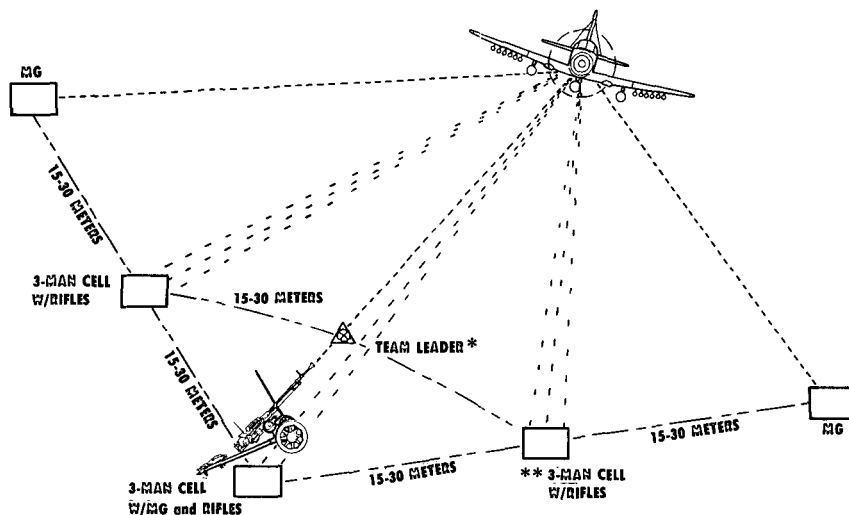 MG
15-30 METERS
3-MAN CELL
W/RIFLES
15-30 METERS
TEAM LEADER*
15-30 METERS
MG
15-30 METERS
** 3-MAN CELL
W/RIFLES
15-30 METERS
3-MAN CELL
W/MG and RIFLES